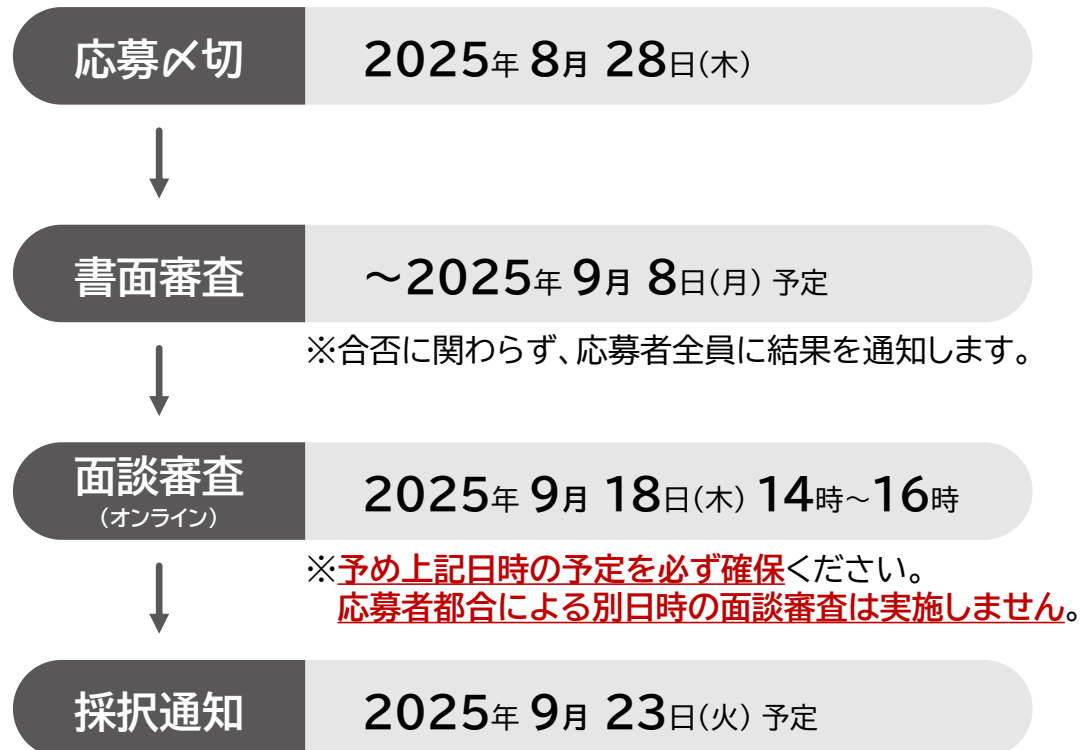 応募〆切 2025年 8月 28日(木)
書面審査 ～2025年 9月 8日(月) 予定
※合否に関わらず、応募者全員に結果を通知します。
面談審査 2025年 9月 18日(木) 14時～16時
(オンライン)
※予め上記日時の予定を必ず確保ください。
応募者都合による別日時の面談審査は実施しません。
採択通知 2025年 9月 23日(火) 予定